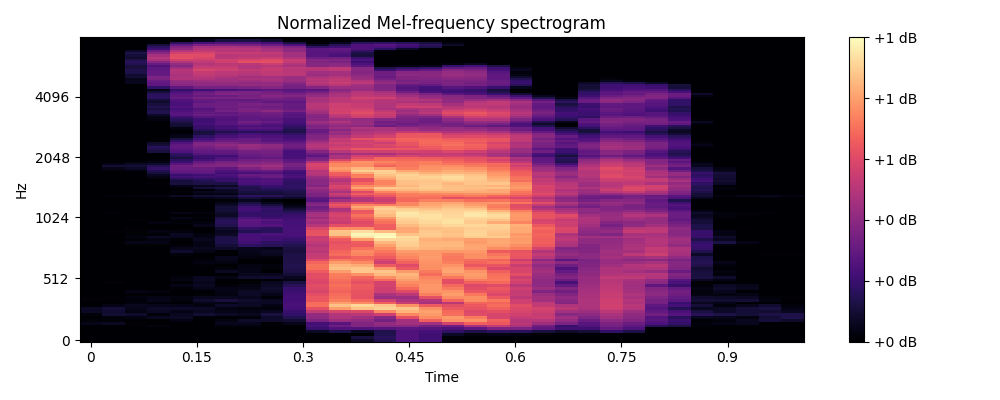 Normalized Mel-frequency spectrogram
Hz
4096
2048
1024
512
0
0 0.15 0.3 0.45 0.6 0.75 0.9
Time
+1 dB
+1 dB
+1 dB
+0 dB
+0 dB
+0 dB